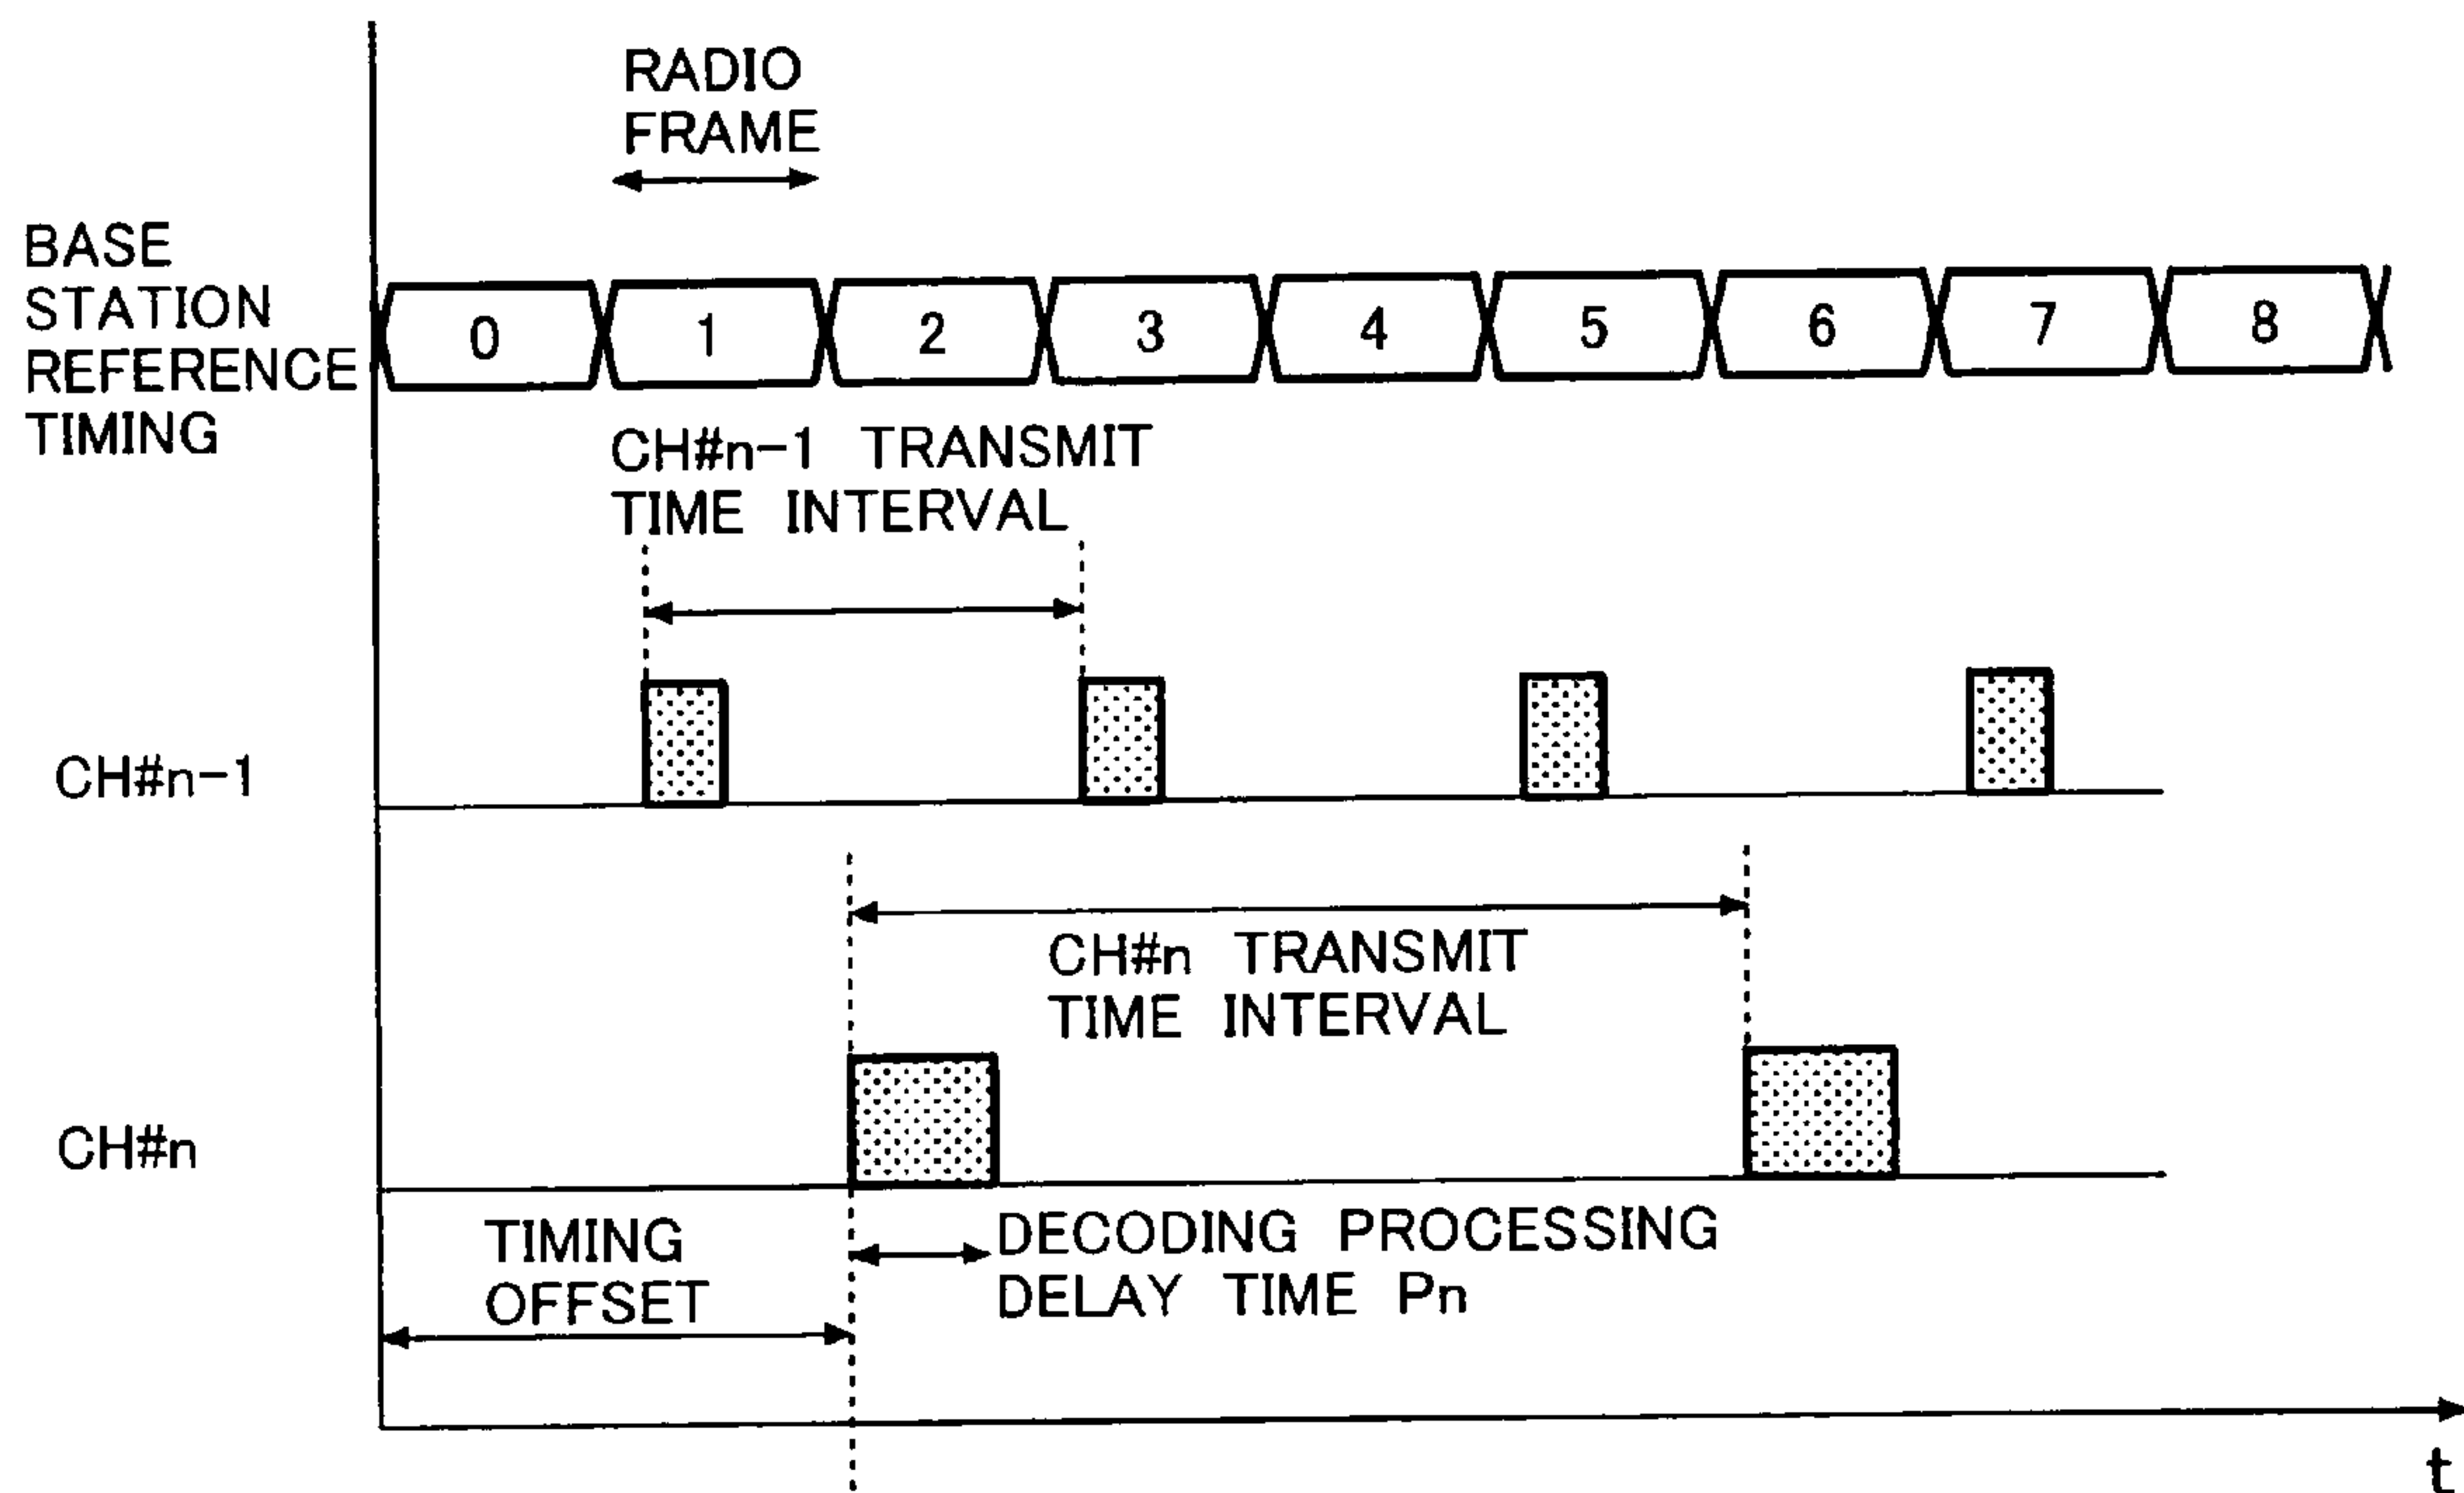 RADIO
FRAME
BASE
STATION
REFERENCE
TIMING
0 1 2 3 4 5 6 7 8
CH#n-1 TRANSMIT
TIME INTERVAL
CH#n-1
CH#n TRANSMIT
TIME INTERVAL
CH#n
TIMING
OFFSET
DECODING PROCESSING
DELAY TIME Pn
t